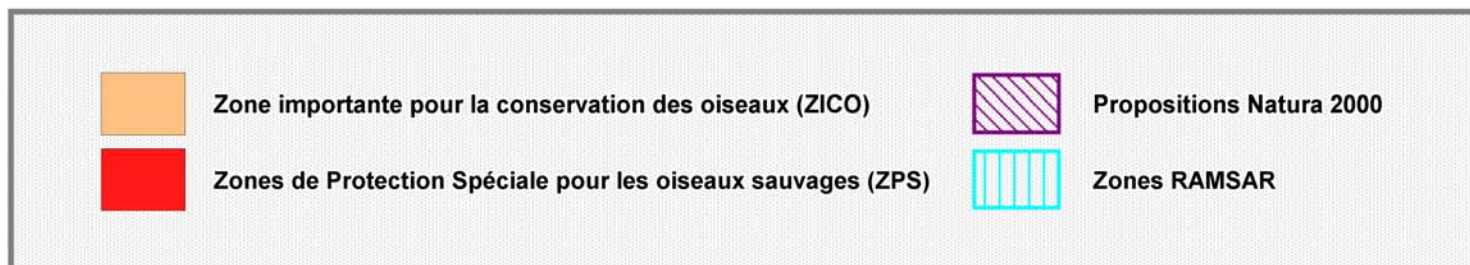 Zone importante pour la conservation des oiseaux (ZICO)
Zones de Protection Spéciale pour les oiseaux sauvages (ZPS)
Propositions Natura 2000
Zones RAMSAR